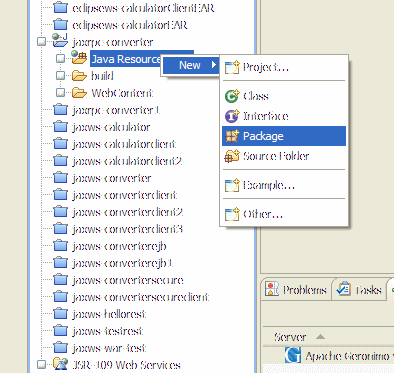 eclipsews-calculatorClientEAR
eclipsews-calculatorEAR
jaxrpc-converter
Java Resource
New
build
WebContent
jaxrpc-converter1
jaxws-calculator
jaxws-calculatorclient
jaxws-calculatorclient2
jaxws-converter
jaxws-converterclient
jaxws-converterclient2
jaxws-converterclient3
jaxws-converterejb
jaxws-converterejb1
jaxws-convertersecure
jaxws-convertersecureclient
jaxws-hellorest
jaxws-testrest
jaxws-war-test
JSR-109 Web Services
Project...
Class
Interface
Package
Source Folder
Example...
Other...
Problems
Tasks
Server
Apache Geronimo v